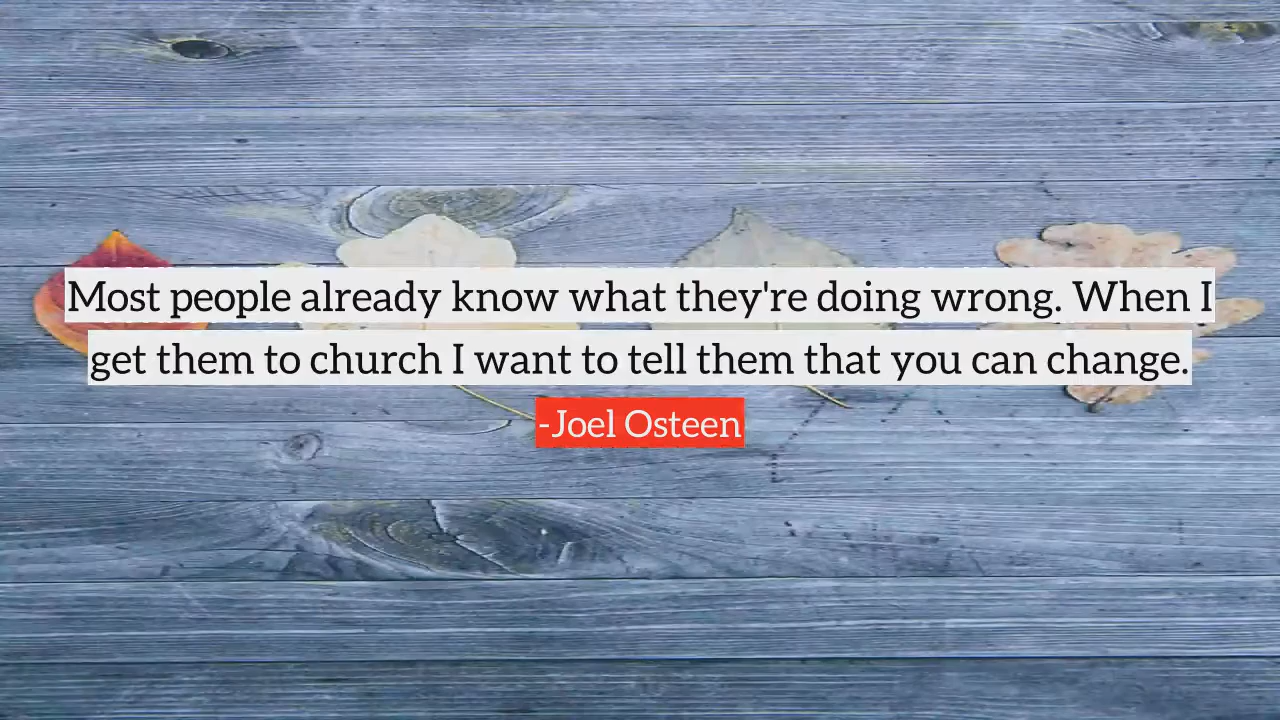 Most people already know what they're doing wrong. When I
get them to church I want to tell them that you can change.
-Joel Osteen